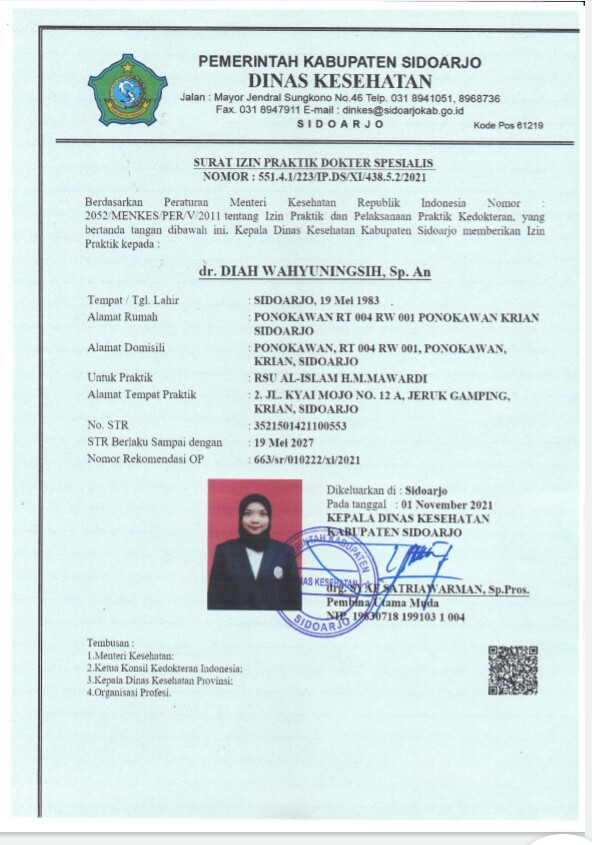 PEMERINTAH KABUPATEN SIDOARJO
DINAS KESEHATAN
Jalan : Mayor Jendral Sungkono No.46 Telp. 031 8941051, 8968736
Fax. 031 8947911 E-mail : dinkes@sidoarjokab.go.id
S I D O A R J O
Kode Pos 61219
SURAT IZIN PRAKTIK DOKTER SPESIALIS
NOMOR : 551.4.1/223/IP.DS/XI/438.5.2/2021
Berdasarkan Peraturan Menteri Kesehatan Republik Indonesia Nomor :
2052/MENKES/PER/V/2011 tentang Izin Praktik dan Pelaksanaan Praktik Kedokteran, yang
bertanda tangan dibawah ini, Kepala Dinas Kesehatan Kabupaten Sidoarjo memberikan Izin
Praktik kepada :
dr. DIAH WAHYUNINGSIH, Sp. An
Tempat / Tgl. Lahir : SIDOARJO, 19 Mei 1983
Alamat Rumah : PONOKAWAN RT 004 RW 001 PONOKAWAN KRIAN
SIDOARJO
Alamat Domisili : PONOKAWAN, RT 004 RW 001, PONOKAWAN,
KRIAN, SIDOARJO
Untuk Praktik : RSU AL-ISLAM H.M.MAWARDI
Alamat Tempat Praktik : 2. JL. KYAI MOJO NO. 12 A, JERUK GAMPING,
KRIAN, SIDOARJO
No. STR : 3521501421100553
STR Berlaku Sampai dengan : 19 Mei 2027
Nomor Rekomendasi OP : 663/sr/010222/xi/2021
Dikeluarkan di : Sidoarjo
Pada tanggal : 01 November 2021
KEPALA DINAS KESEHATAN
KABUPATEN SIDOARJO
drg. SYAF SATRIAWARMAN, Sp.Pros.
Pembina Utama Muda
NIP. 19630718 199103 1 004
DINAS KESEHATAN
SIDOARJO
Tembusan :
1.Menteri Kesehatan;
2.Ketua Konsil Kedokteran Indonesia;
3.Kepala Dinas Kesehatan Provinsi;
4.Organisasi Profesi.